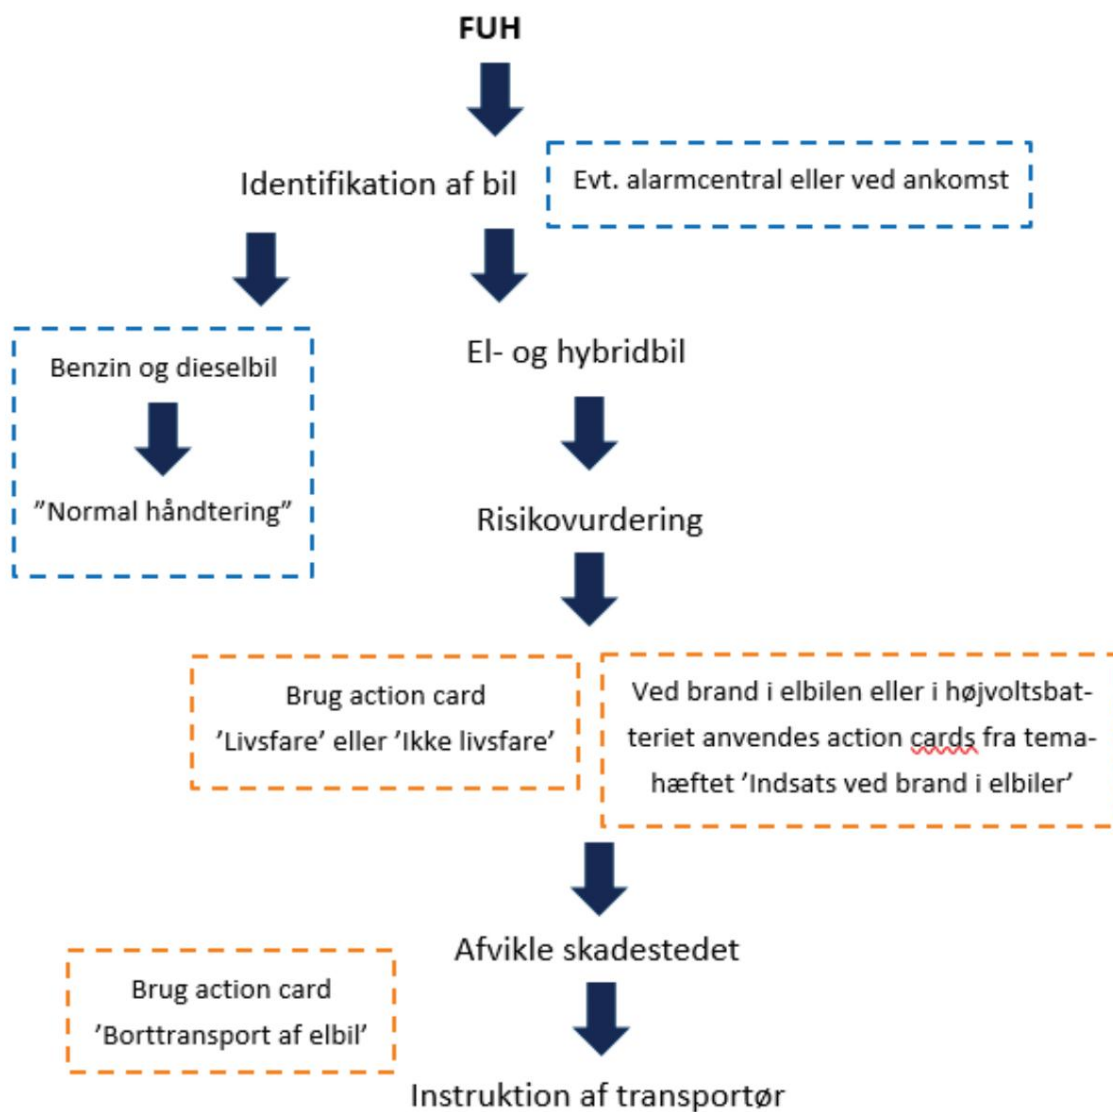 FUH
Identifikation af bil
Evt. alarmcentral eller ved ankomst
Benzin og dieselbil
”Normal håndtering”
El- og hybridbil
Risikovurdering
Brug action card
’Livsfare’ eller ’Ikke livsfare’
Ved brand i elbilen eller i højvoltsbat-
teriet anvendes action cards fra tema-
hæftet ’Indsats ved brand i elbiler’
Afvikle skadestedet
Brug action card
’Borttransport af elbil’
Instruktion af transportør